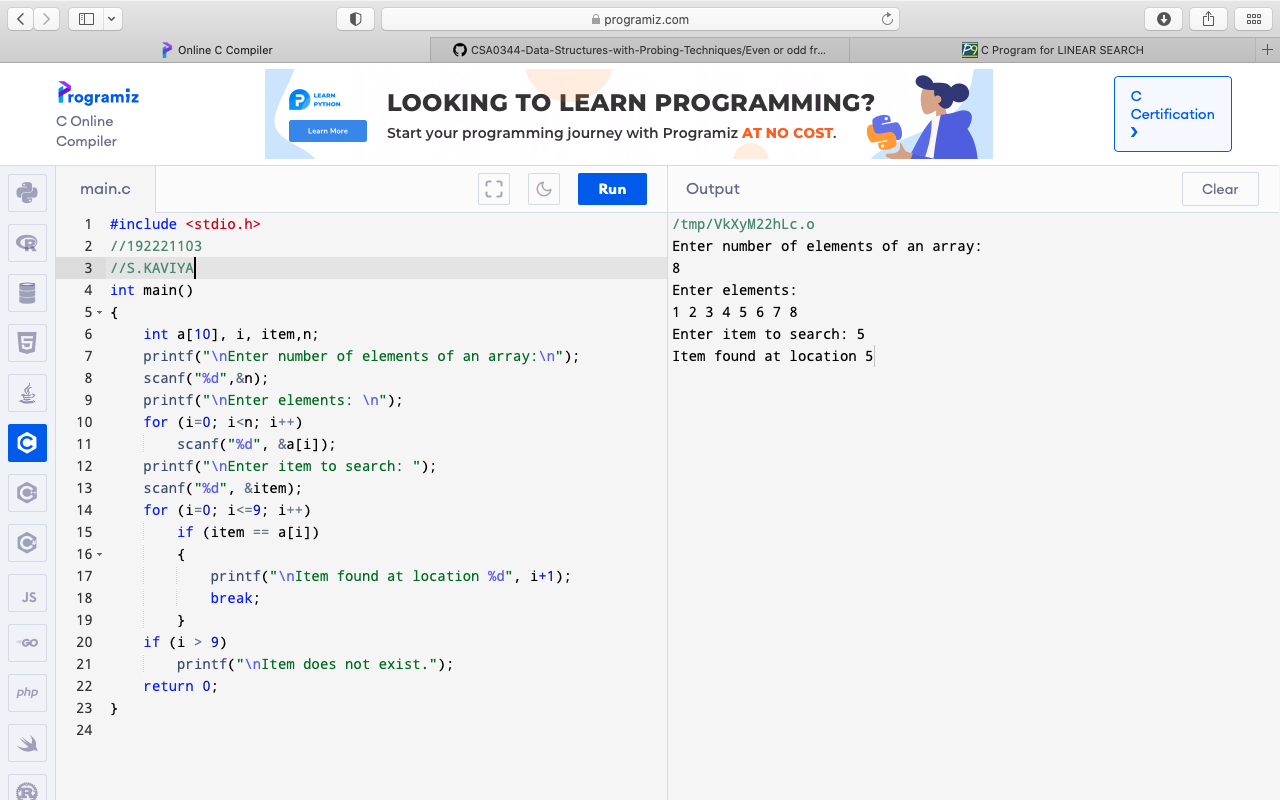 programiz.com
Online C Compiler
CSA0344-Data-Structures-with-Probing-Techniques/Even or odd fr...
C Program for LINEAR SEARCH
Programiz
C Online
Compiler
LEARN
PYTHON
Learn More
LOOKING TO LEARN PROGRAMMING?
Start your programming journey with Programiz AT NO COST.
C
Certification
main.c
Run
Output
Clear
1 #include <stdio.h>
2 //192221103
3 //S.KAVIYA
4 int main()
5 {
6 int a[10], i, item,n;
7 printf("\nEnter number of elements of an array:\n");
8 scanf("%d",&n);
9 printf("\nEnter elements: \n");
10 for (i=0; i<n; i++)
11 scanf("%d", &a[i]);
12 printf("\nEnter item to search: ");
13 scanf("%d", &item);
14 for (i=0; i<=9; i++)
15 if (item == a[i])
16 {
17 printf("\nItem found at location %d", i+1);
18 break;
19 }
20 if (i > 9)
21 printf("\nItem does not exist.");
22 return 0;
23 }
24
/tmp/VkXyM22hLc.o
Enter number of elements of an array:
8
Enter elements:
1 2 3 4 5 6 7 8
Enter item to search: 5
Item found at location 5
JS
GO
php